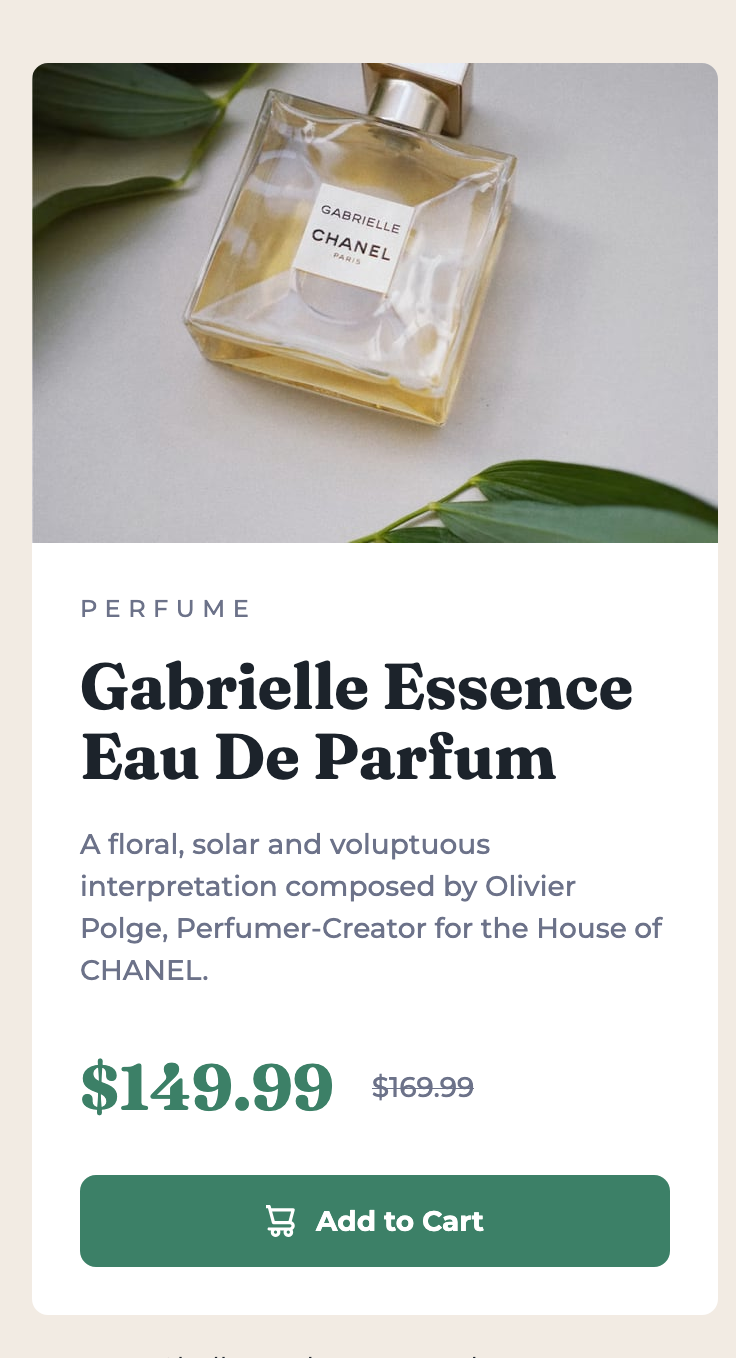 GABRIELLE
CHANEL
PARIS
PERFUME
Gabrielle Essence
Eau De Parfum
A floral, solar and voluptuous
interpretation composed by Olivier
Polge, Perfumer-Creator for the House of
CHANEL.
$149.99 $169.99
Add to Cart